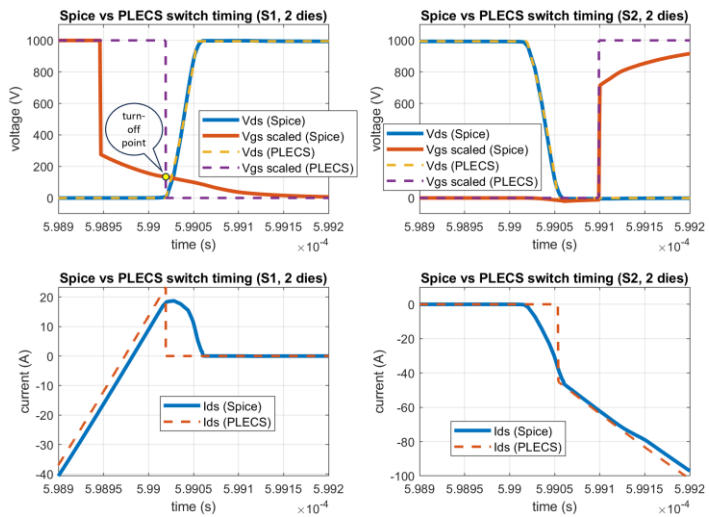 Spice vs PLECS switch timing (S1, 2 dies)
1000
800
600
400
200
0
voltage (V)
turn-
off
point
Vds (Spice)
Vgs scaled (Spice)
Vds (PLECS)
Vgs scaled (PLECS)
5.989 5.9895 5.99 5.9905 5.991 5.9915 5.992
time (s)
×10⁻⁴
Spice vs PLECS switch timing (S2, 2 dies)
1000
800
600
400
200
0
voltage (V)
Vds (Spice)
Vgs scaled (Spice)
Vds (PLECS)
Vgs scaled (PLECS)
5.989 5.9895 5.99 5.9905 5.991 5.9915 5.992
time (s)
×10⁻⁴
Spice vs PLECS switch timing (S1, 2 dies)
20
10
0
-10
-20
-30
-40
current (A)
Ids (Spice)
Ids (PLECS)
5.989 5.9895 5.99 5.9905 5.991 5.9915 5.992
time (s)
×10⁻⁴
Spice vs PLECS switch timing (S2, 2 dies)
0
-20
-40
-60
-80
-100
current (A)
Ids (Spice)
Ids (PLECS)
5.989 5.9895 5.99 5.9905 5.991 5.9915 5.992
time (s)
×10⁻⁴